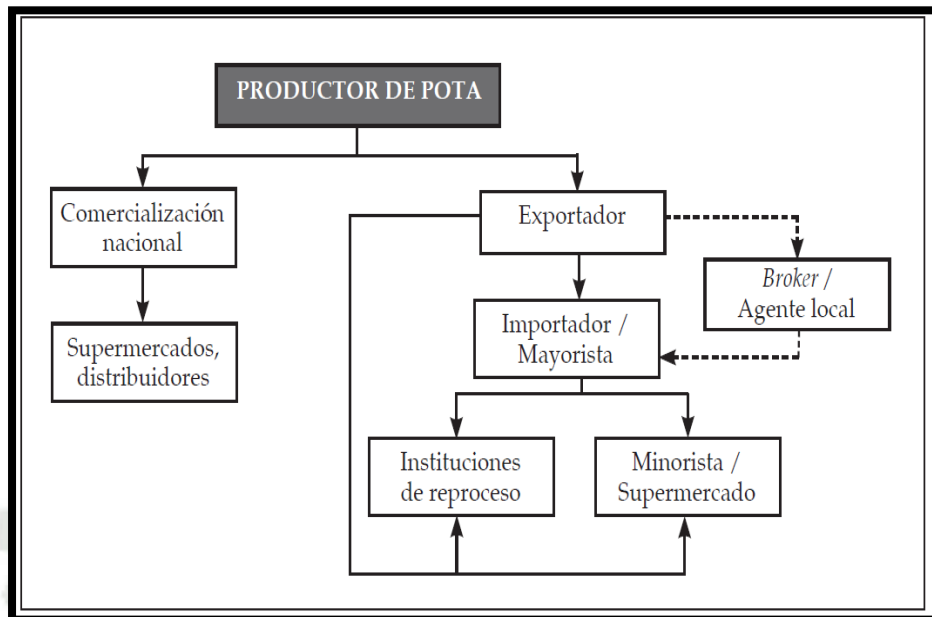 PRODUCTOR DE POTA
Comercialización
nacional
Supermercados,
distribuidores
Exportador
Broker /
Agente local
Importador /
Mayorista
Instituciones
de reproceso
Minorista /
Supermercado